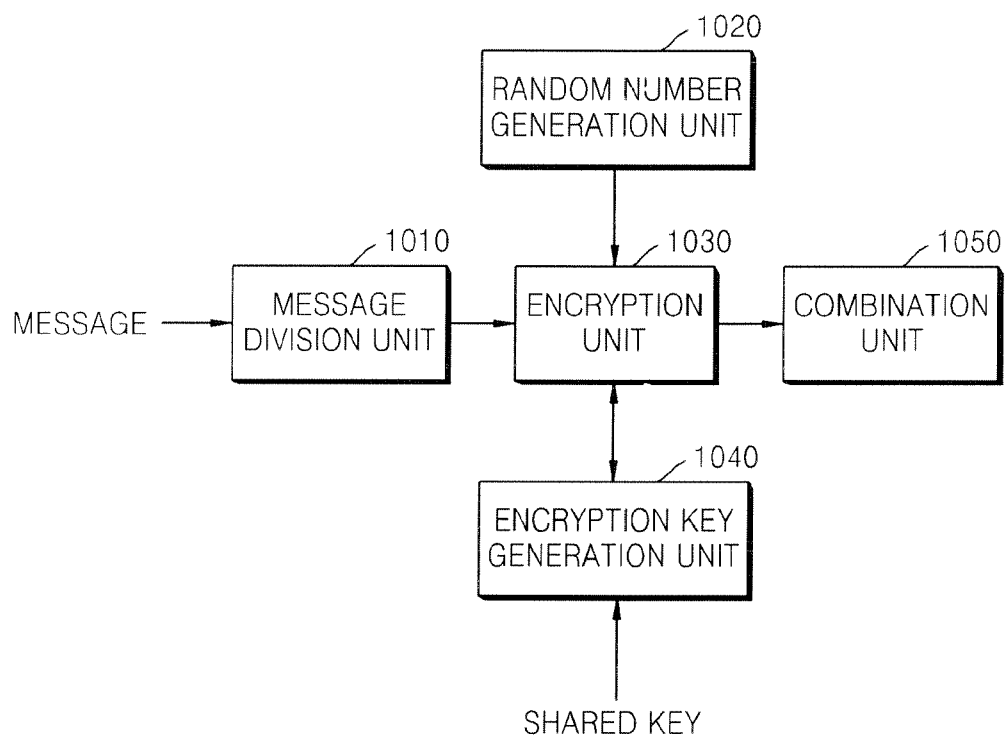 1020
RANDOM NUMBER
GENERATION UNIT
1010
1030
1050
MESSAGE
MESSAGE
DIVISION UNIT
ENCRYPTION
UNIT
COMBINATION
UNIT
1040
ENCRYPTION KEY
GENERATION UNIT
SHARED KEY